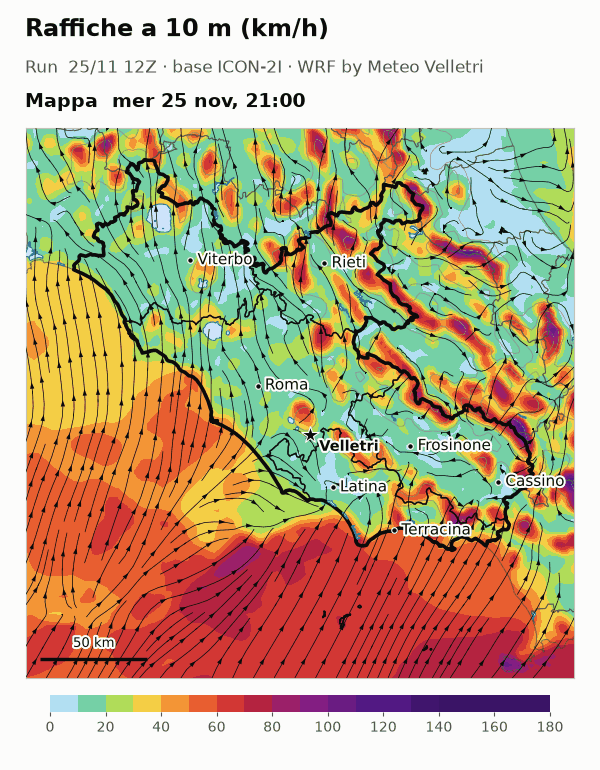 Raffiche a 10 m (km/h)
Run  25/11 12Z · base ICON-2I · WRF by Meteo Velletri
Mappa  mer 25 nov, 21:00
Viterbo
Rieti
Roma
Velletri
Frosinone
Cassino
Latina
Terracina
50 km
0 20 40 60 80 100 120 140 160 180